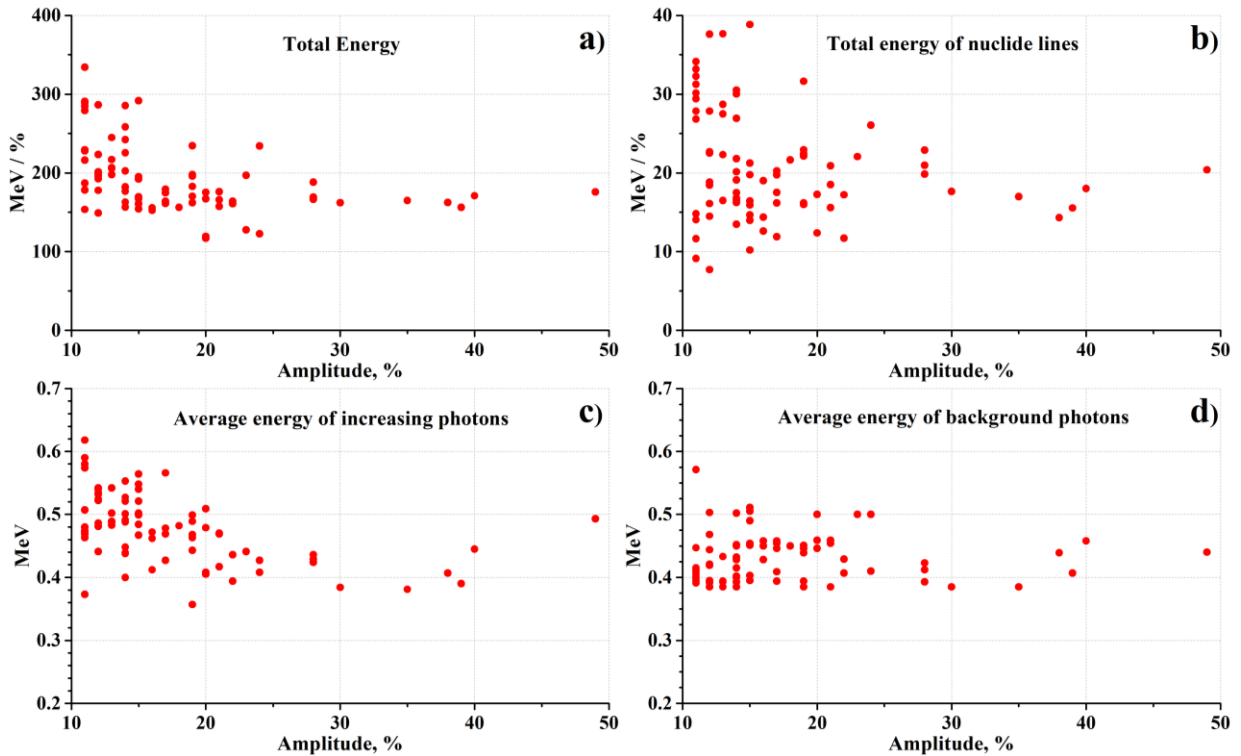 400 Total Energy a)
300
200
100
0
MeV / %
10 20 30 40 50
Amplitude, %
40 Total energy of nuclide lines b)
30
20
10
0
MeV / %
10 20 30 40 50
Amplitude, %
0.7 Average energy of increasing photons c)
0.6
0.5
0.4
0.3
0.2
MeV
10 20 30 40 50
Amplitude, %
0.7 Average energy of background photons d)
0.6
0.5
0.4
0.3
0.2
MeV
10 20 30 40 50
Amplitude, %